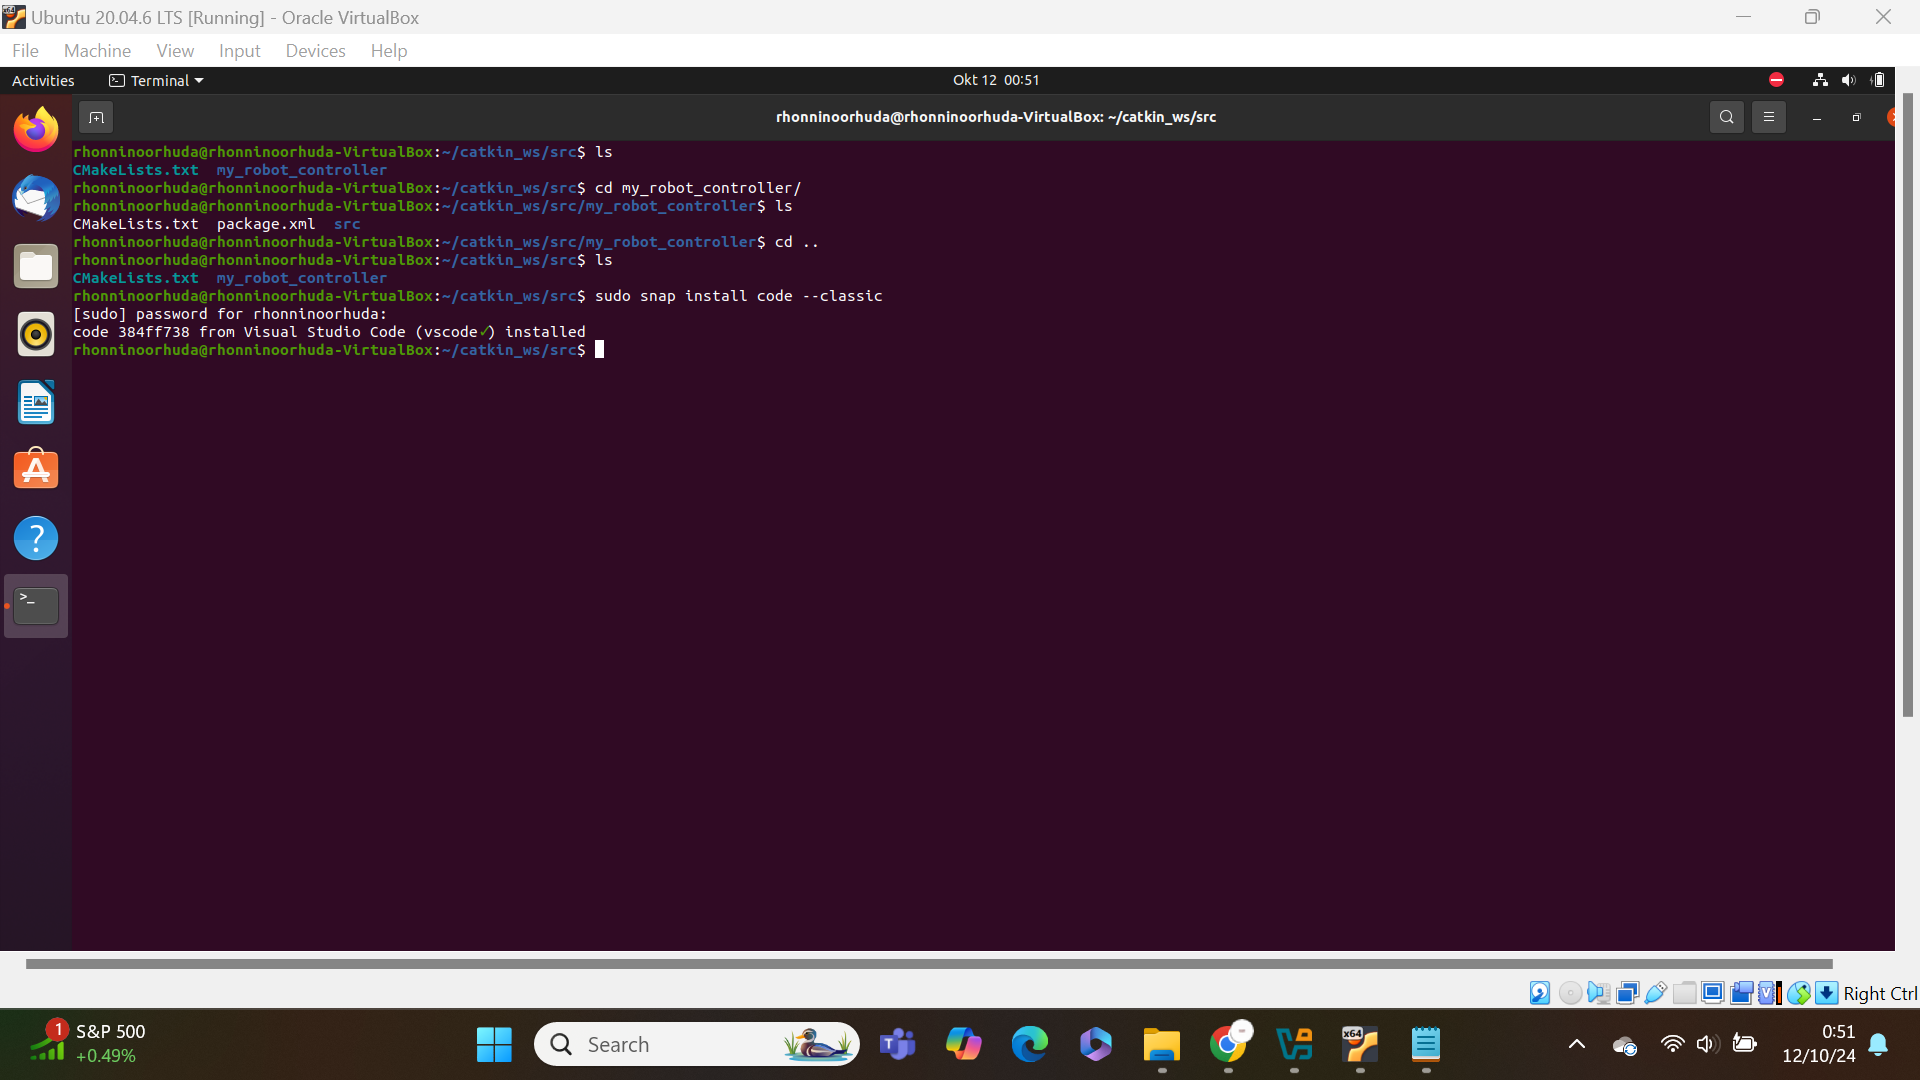 Ubuntu 20.04.6 LTS [Running] - Oracle VirtualBox
File Machine View Input Devices Help
Activities Terminal Okt 12 00:51
rhonninoorhuda@rhonninoorhuda-VirtualBox: ~/catkin_ws/src
rhonninoorhuda@rhonninoorhuda-VirtualBox:~/catkin_ws/src$ ls
CMakeLists.txt my_robot_controller
rhonninoorhuda@rhonninoorhuda-VirtualBox:~/catkin_ws/src$ cd my_robot_controller/
rhonninoorhuda@rhonninoorhuda-VirtualBox:~/catkin_ws/src/my_robot_controller$ ls
CMakeLists.txt package.xml src
rhonninoorhuda@rhonninoorhuda-VirtualBox:~/catkin_ws/src/my_robot_controller$ cd ..
rhonninoorhuda@rhonninoorhuda-VirtualBox:~/catkin_ws/src$ ls
CMakeLists.txt my_robot_controller
rhonninoorhuda@rhonninoorhuda-VirtualBox:~/catkin_ws/src$ sudo snap install code --classic
[sudo] password for rhonninoorhuda:
code 384ff738 from Visual Studio Code (vscode✓) installed
rhonninoorhuda@rhonninoorhuda-VirtualBox:~/catkin_ws/src$
Right Ctrl
1
S&P 500
+0.49%
Search
x64
0:51
12/10/24